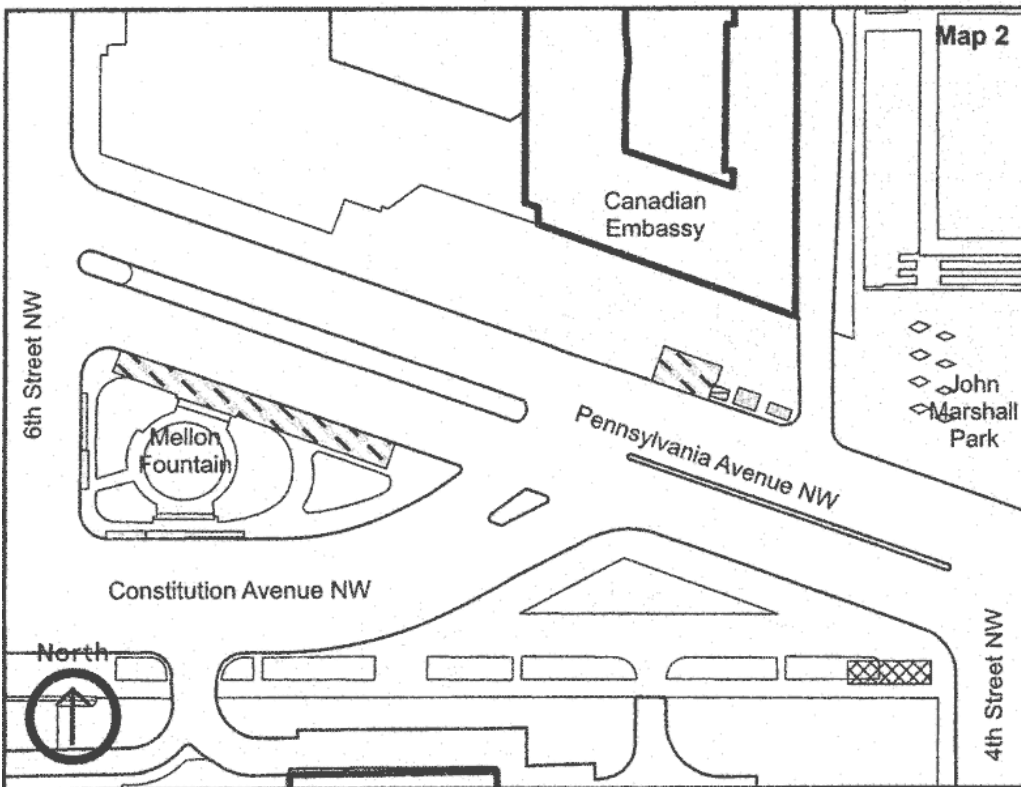 Map 2
Canadian
Embassy
6th Street NW
John
Marshall
Park
Pennsylvania Avenue NW
Mellon
Fountain
Constitution Avenue NW
North
4th Street NW